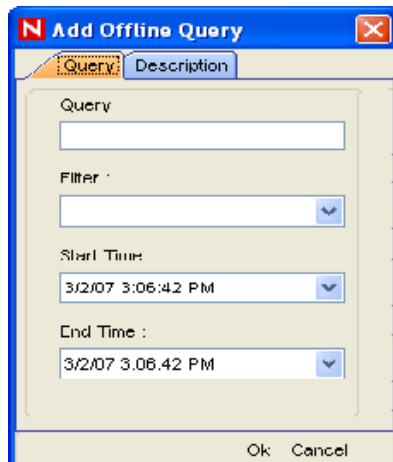 N Add Offline Query
Query Description
Query
Filter :
Start Time
3/2/07 3:06:42 PM
End Time :
3/2/07 3.06.42 PM
Ok Cancel